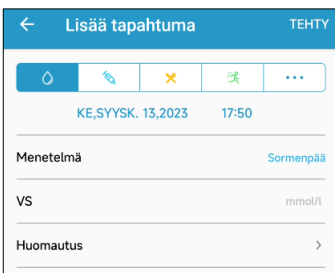 Lisää tapahtuma TEHTY
KE,SYYSK. 13,2023 17:50
Menetelmä Sormenpää
VS mmol/l
Huomautus